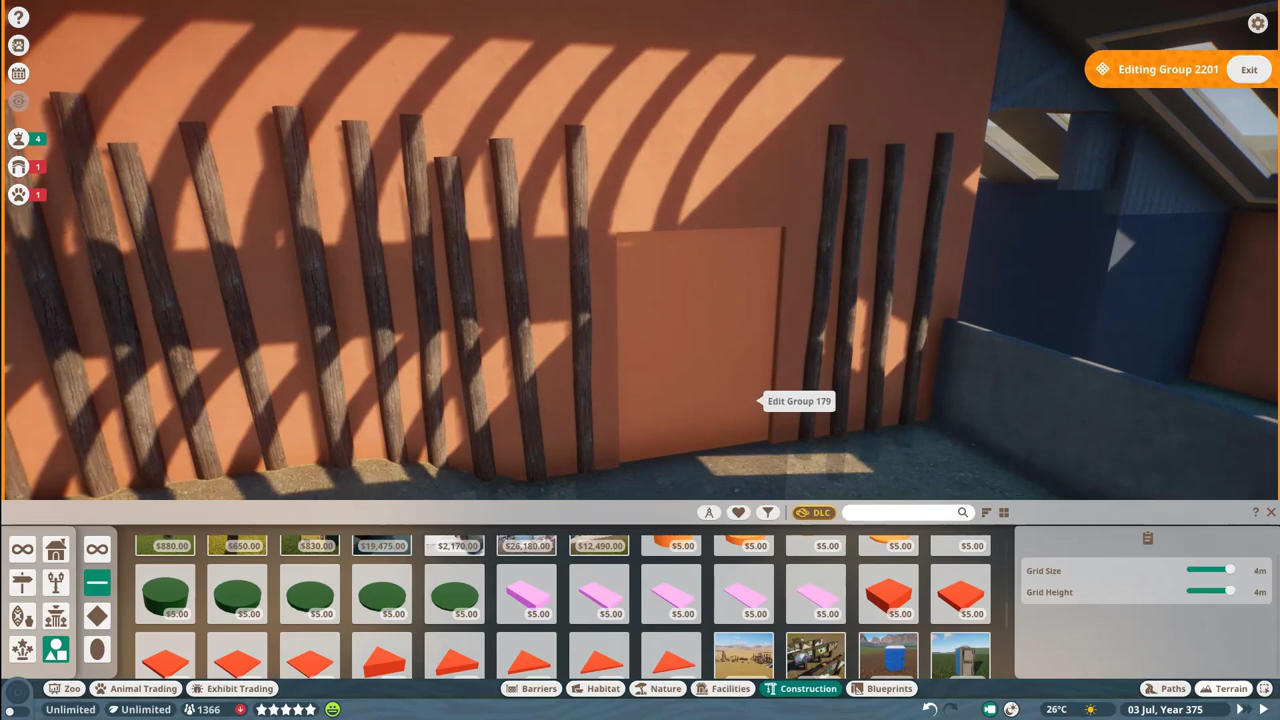 ?
Editing Group 2201
Exit
4
1
1
Edit Group 179
DLC
?
$880.00
$650.00
$830.00
$19,475.00
$2,170.00
$26,180.00
$12,490.00
$5.00
$5.00
$5.00
$5.00
$5.00
Grid Size
4m
Grid Height
4m
$5.00
$5.00
$5.00
$5.00
$5.00
$5.00
$5.00
$5.00
$5.00
$5.00
$5.00
$5.00
Zoo
Animal Trading
Exhibit Trading
Barriers
Habitat
Nature
Facilities
Construction
Blueprints
Paths
Terrain
Unlimited
Unlimited
1366
26°C
03 Jul, Year 375